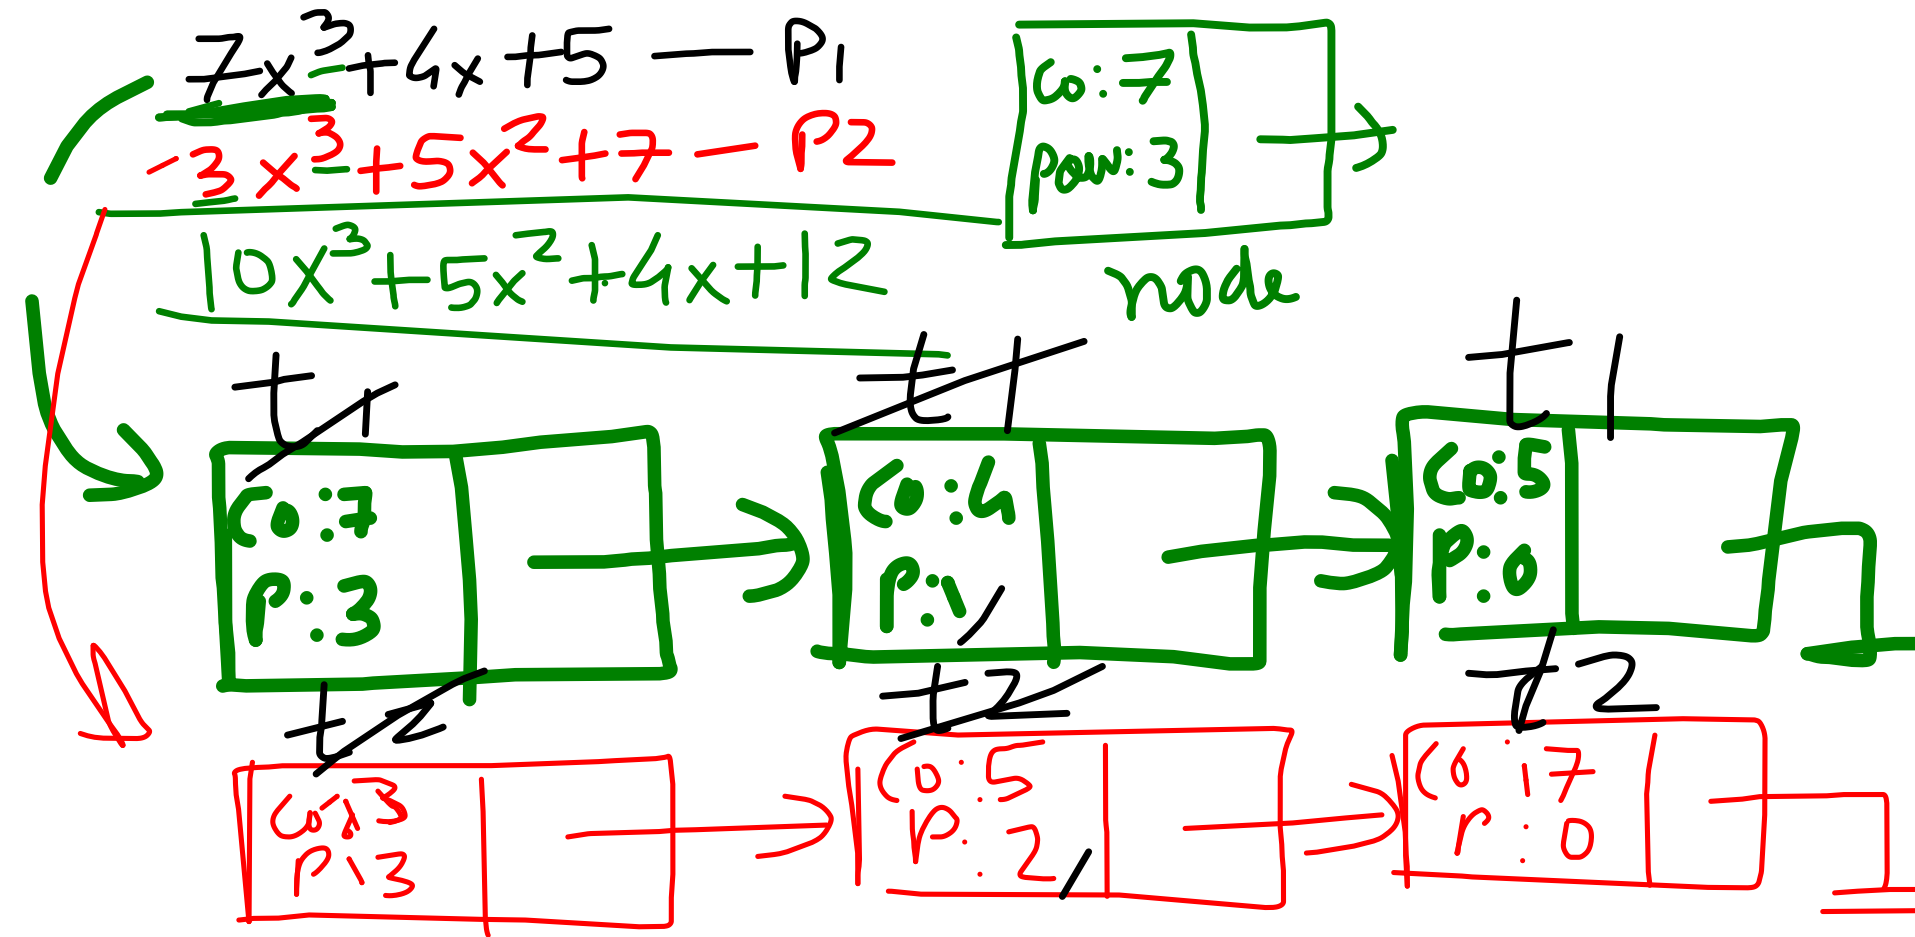 7x³ + 4x + 5 — P1
3x³ + 5x² + 7 — P2
10x³ + 5x² + 4x + 12
Co: 7
pow: 3
node
t1
t1
t1
Co: 7
P: 3
Co: 4
P: 1
Co: 5
P: 0
t2
t2
t2
Co: 3
P: 3
Co: 5
P: 2
Co: 7
P: 0